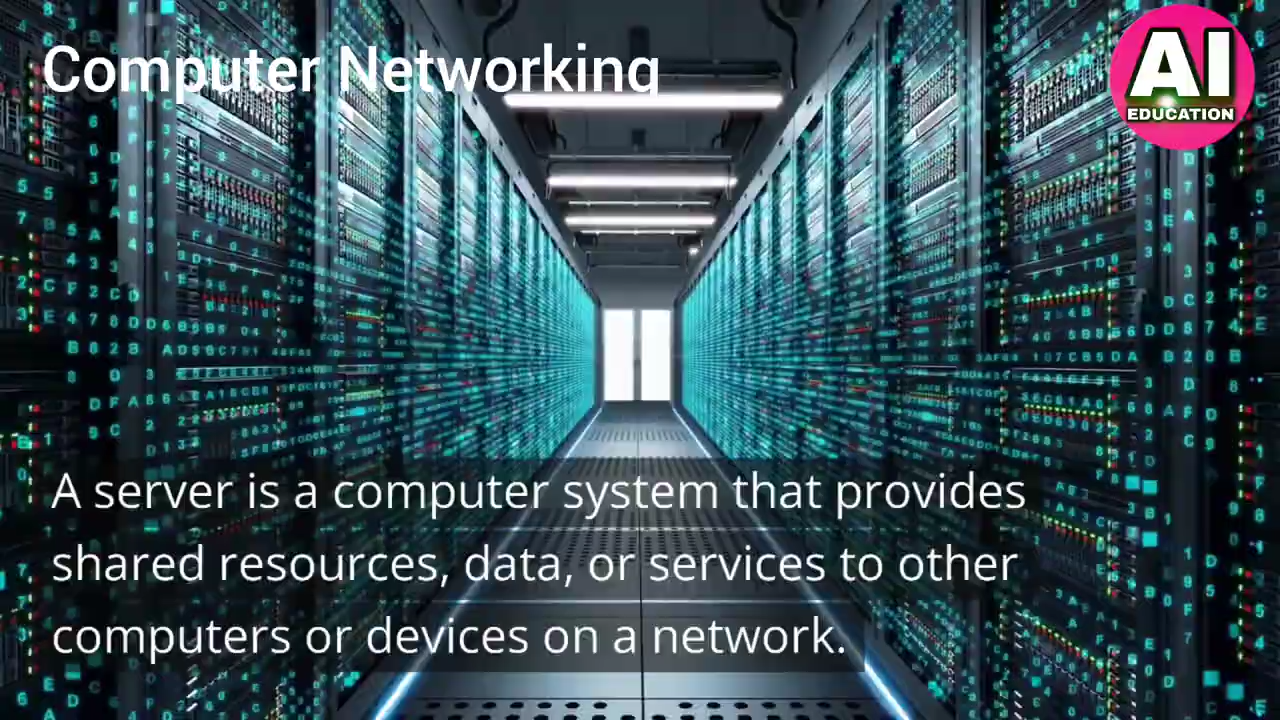 Computer Networking
AI
EDUCATION
A server is a computer system that provides
shared resources, data, or services to other
computers or devices on a network.